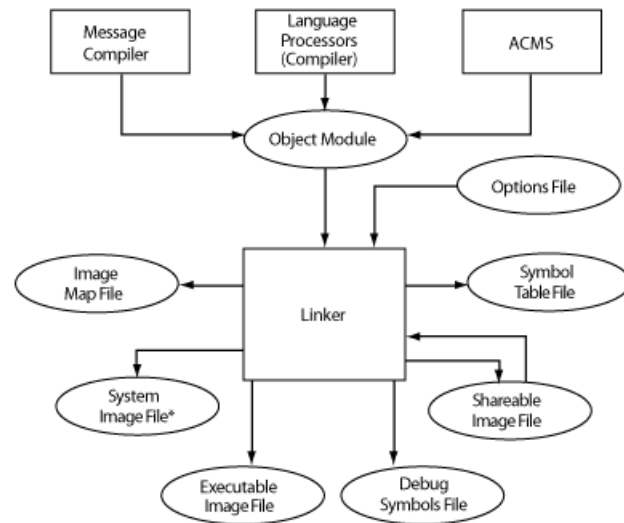 Message
Compiler
Language
Processors
(Compiler)
ACMS
Object Module
Options File
Image
Map File
Linker
Symbol
Table File
System
Image File*
Shareable
Image File
Executable
Image File
Debug
Symbols File